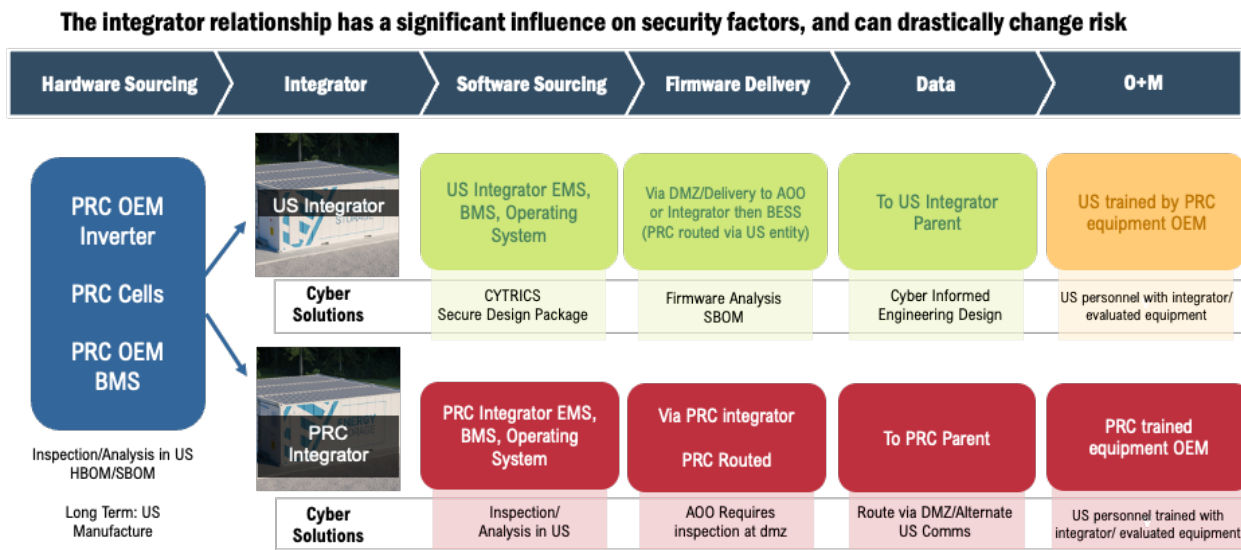 The integrator relationship has a significant influence on security factors, and can drastically change risk
Hardware Sourcing
Integrator
Software Sourcing
Firmware Delivery
Data
O+M
PRC OEM
Inverter
PRC Cells
PRC OEM
BMS
Inspection/Analysis in US
HBOM/SBOM
Long Term: US
Manufacture
US Integrator
STORAGE
US Integrator EMS,
BMS, Operating
System
Via DMZ/Delivery to AOO
or Integrator then BESS
(PRC routed via US entity)
To US Integrator
Parent
US trained by PRC
equipment OEM
Cyber
Solutions
CYTRICS
Secure Design Package
Firmware Analysis
SBOM
Cyber Informed
Engineering Design
US personnel with integrator/
evaluated equipment
PRC
Integrator
PRC Integrator EMS,
BMS, Operating
System
Via PRC integrator
PRC Routed
To PRC Parent
PRC trained
equipment OEM
Cyber
Solutions
Inspection/
Analysis in US
AOO Requires
inspection at dmz
Route via DMZ/Alternate
US Comms
US personnel trained with
integrator/ evaluated equipment